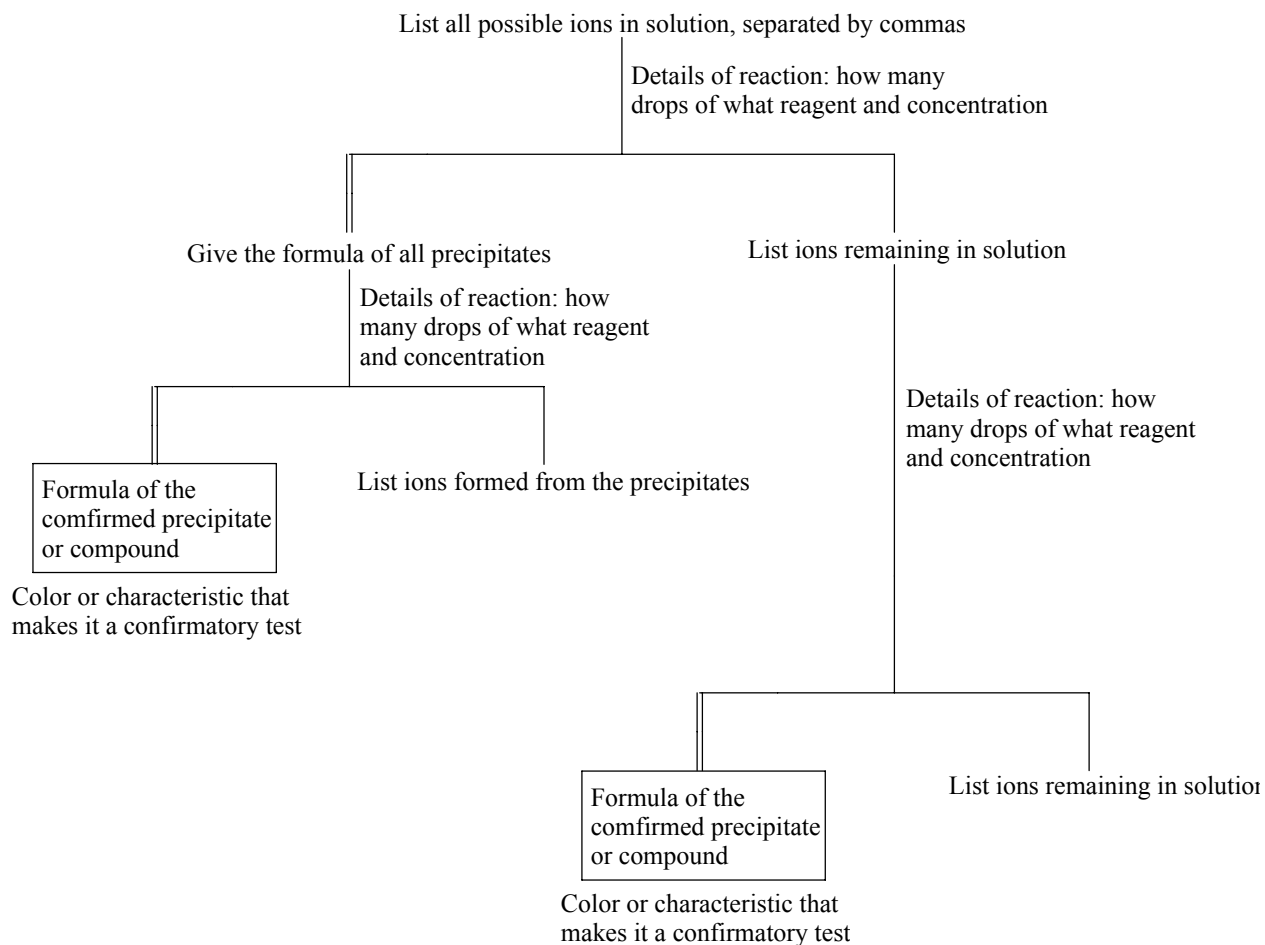 List all possible ions in solution, separated by commas
Details of reaction: how many
drops of what reagent and concentration
Give the formula of all precipitates
List ions remaining in solution
Details of reaction: how
many drops of what reagent
and concentration
Details of reaction: how
many drops of what reagent
and concentration
Formula of the
comfirmed precipitate
or compound
List ions formed from the precipitates
Color or characteristic that
makes it a confirmatory test
Formula of the
comfirmed precipitate
or compound
List ions remaining in solution
Color or characteristic that
makes it a confirmatory test